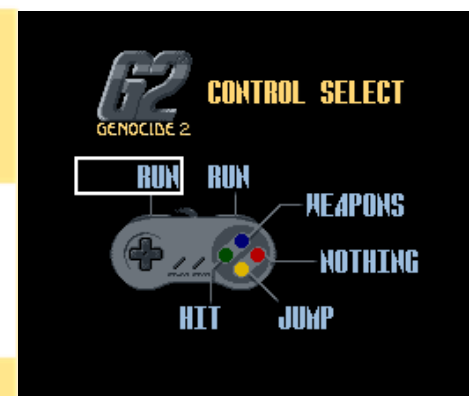 G2
GENOCIDE 2
CONTROL SELECT
RUN RUN
WEAPONS
NOTHING
HIT JUMP